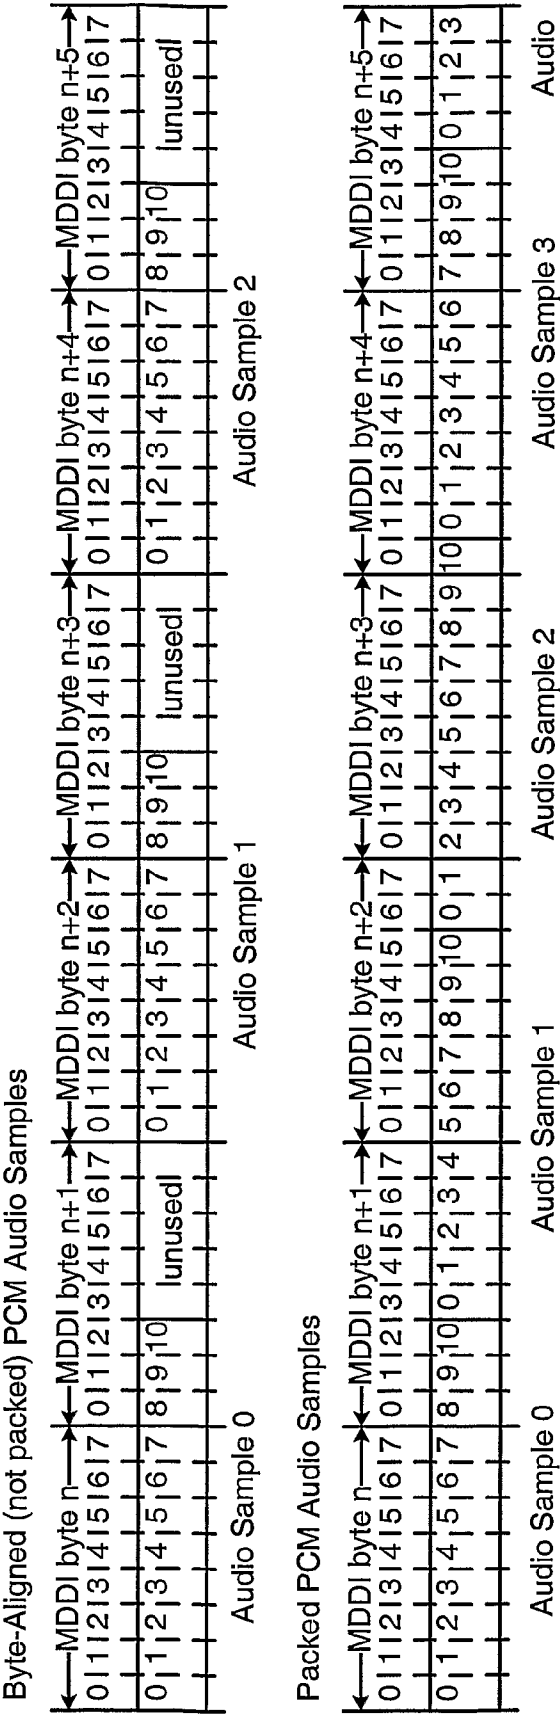 Byte-Aligned (not packed) PCM Audio Samples
MDDI byte n MDDI byte n+1 MDDI byte n+2 MDDI byte n+3 MDDI byte n+4 MDDI byte n+5
0 1 2 3 4 5 6 7 0 1 2 3 4 5 6 7 0 1 2 3 4 5 6 7 0 1 2 3 4 5 6 7 0 1 2 3 4 5 6 7 0 1 2 3 4 5 6 7
0 1 2 3 4 5 6 7 8 9 10 unused 0 1 2 3 4 5 6 7 8 9 10 unused 0 1 2 3 4 5 6 7 8 9 10 unused
Audio Sample 0 Audio Sample 1 Audio Sample 2
Packed PCM Audio Samples
MDDI byte n MDDI byte n+1 MDDI byte n+2 MDDI byte n+3 MDDI byte n+4 MDDI byte n+5
0 1 2 3 4 5 6 7 0 1 2 3 4 5 6 7 0 1 2 3 4 5 6 7 0 1 2 3 4 5 6 7 0 1 2 3 4 5 6 7 0 1 2 3 4 5 6 7
0 1 2 3 4 5 6 7 8 9 10 0 1 2 3 4 5 6 7 8 9 10 0 1 2 3 4 5 6 7 8 9 10 0 1 2 3 4 5 6 7 8 9 10 0 1 2 3
Audio Sample 0 Audio Sample 1 Audio Sample 2 Audio Sample 3 Audio